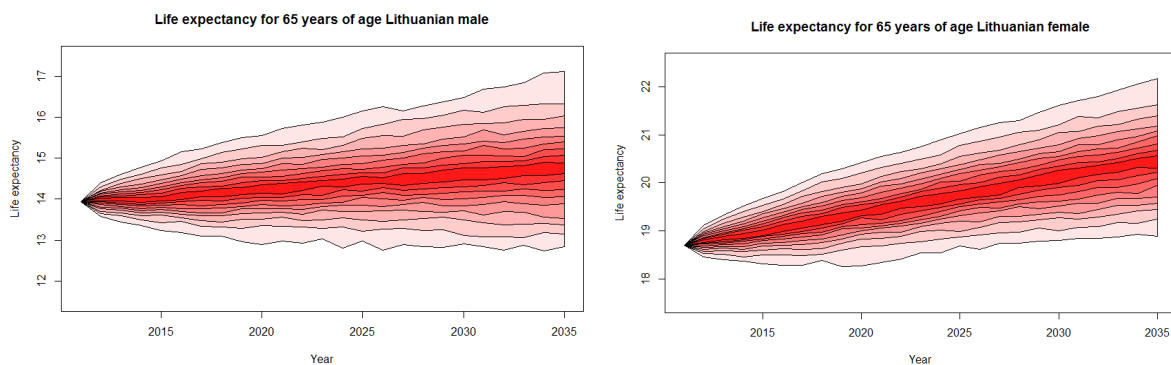 Life expectancy for 65 years of age Lithuanian male
Life expectancy
17
16
15
14
13
12
2015 2020 2025 2030 2035
Year
Life expectancy for 65 years of age Lithuanian female
Life expectancy
22
21
20
19
18
2015 2020 2025 2030 2035
Year